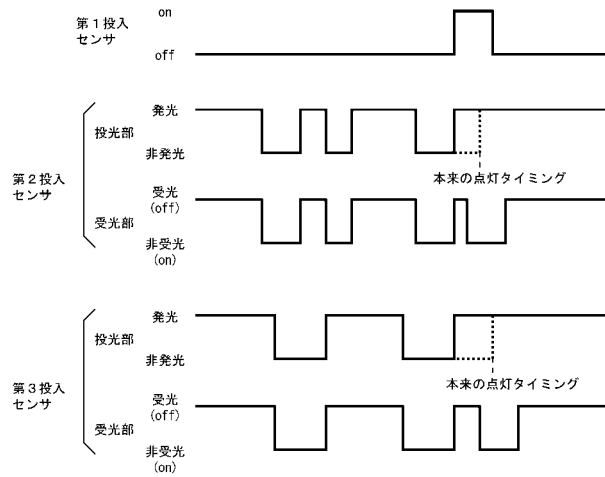 第1投入
センサ
on
off
第2投入
センサ
投光部
発光
非発光
本来の点灯タイミング
受光部
受光
(off)
非受光
(on)
第3投入
センサ
投光部
発光
非発光
本来の点灯タイミング
受光部
受光
(off)
非受光
(on)